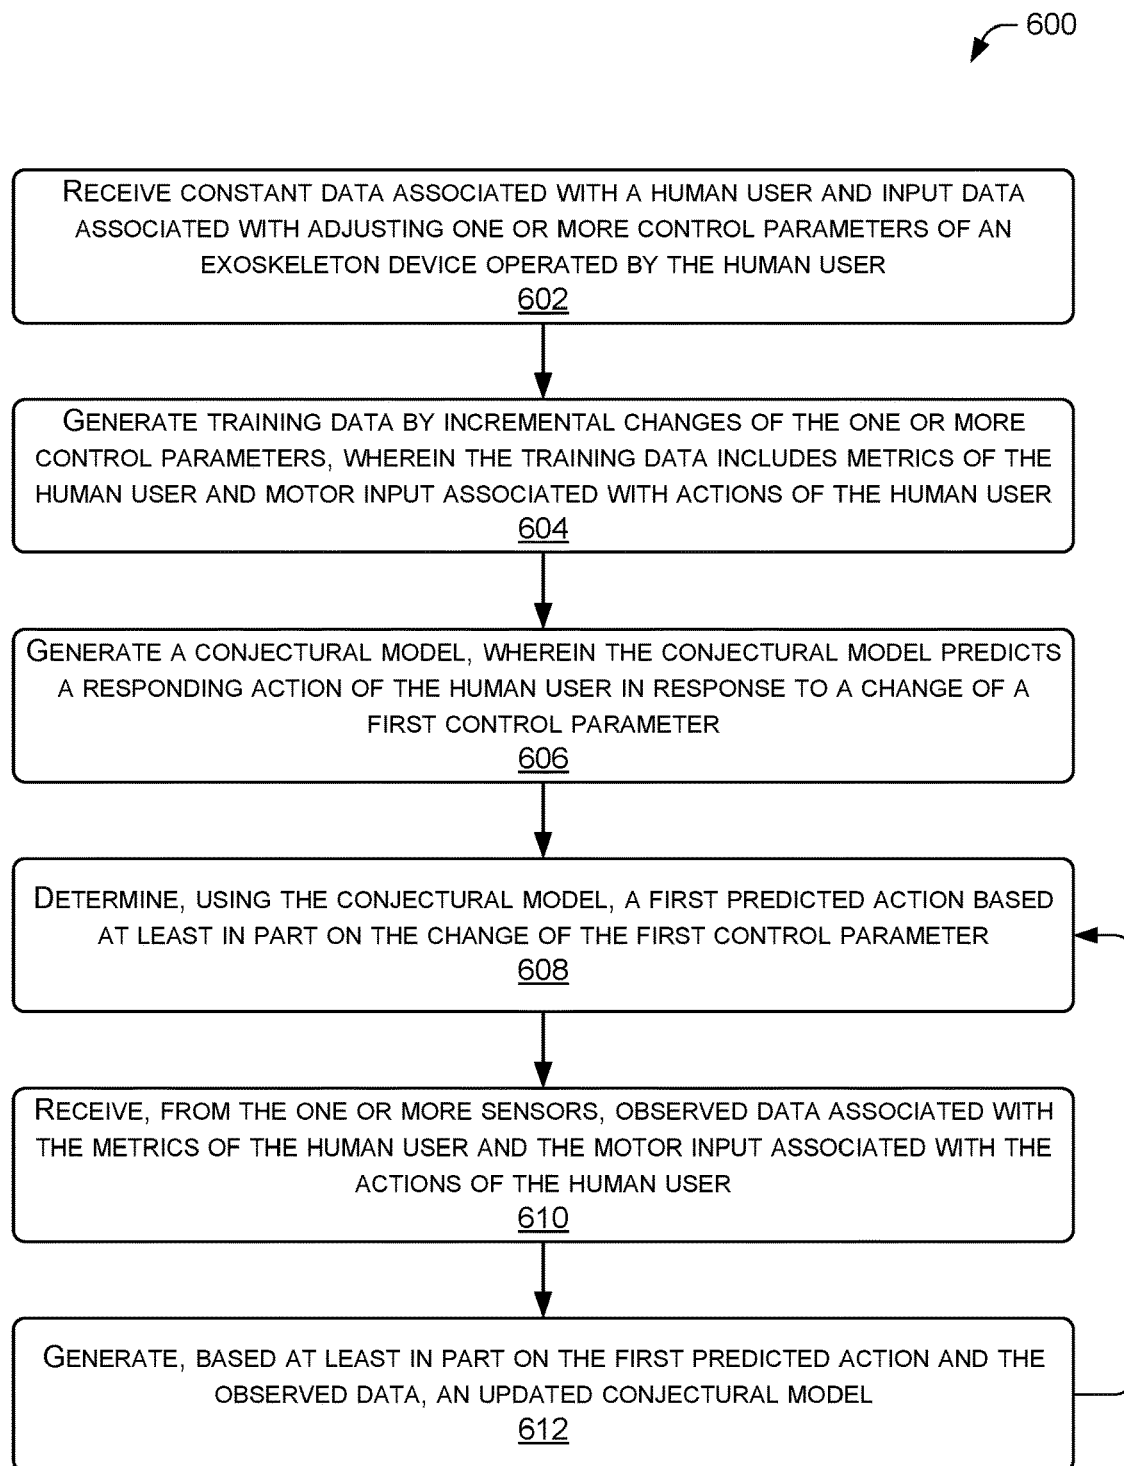 600
RECEIVE CONSTANT DATA ASSOCIATED WITH A HUMAN USER AND INPUT DATA
ASSOCIATED WITH ADJUSTING ONE OR MORE CONTROL PARAMETERS OF AN
EXOSKELETON DEVICE OPERATED BY THE HUMAN USER
602
GENERATE TRAINING DATA BY INCREMENTAL CHANGES OF THE ONE OR MORE
CONTROL PARAMETERS, WHEREIN THE TRAINING DATA INCLUDES METRICS OF THE
HUMAN USER AND MOTOR INPUT ASSOCIATED WITH ACTIONS OF THE HUMAN USER
604
GENERATE A CONJECTURAL MODEL, WHEREIN THE CONJECTURAL MODEL PREDICTS
A RESPONDING ACTION OF THE HUMAN USER IN RESPONSE TO A CHANGE OF A
FIRST CONTROL PARAMETER
606
DETERMINE, USING THE CONJECTURAL MODEL, A FIRST PREDICTED ACTION BASED
AT LEAST IN PART ON THE CHANGE OF THE FIRST CONTROL PARAMETER
608
RECEIVE, FROM THE ONE OR MORE SENSORS, OBSERVED DATA ASSOCIATED WITH
THE METRICS OF THE HUMAN USER AND THE MOTOR INPUT ASSOCIATED WITH THE
ACTIONS OF THE HUMAN USER
610
GENERATE, BASED AT LEAST IN PART ON THE FIRST PREDICTED ACTION AND THE
OBSERVED DATA, AN UPDATED CONJECTURAL MODEL
612